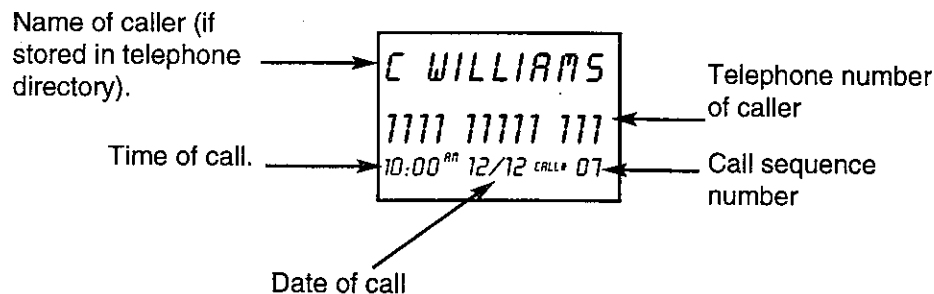 Name of caller (if
stored in telephone
directory).
C WILLIAMS
Telephone number
of caller
1111 11111 111
Time of call.
10:00 AM 12/12 CALL# 07
Call sequence
number
Date of call